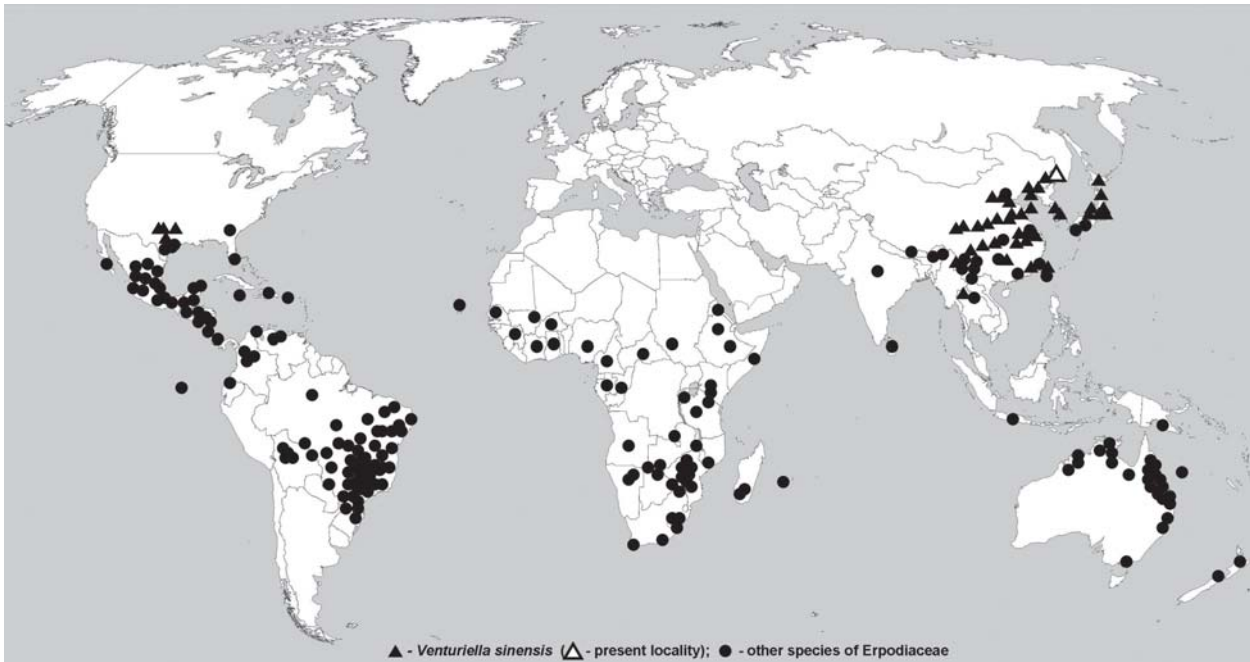 ▲ - Venturiella sinensis (△ - present locality); ● - other species of Erpodiaceae